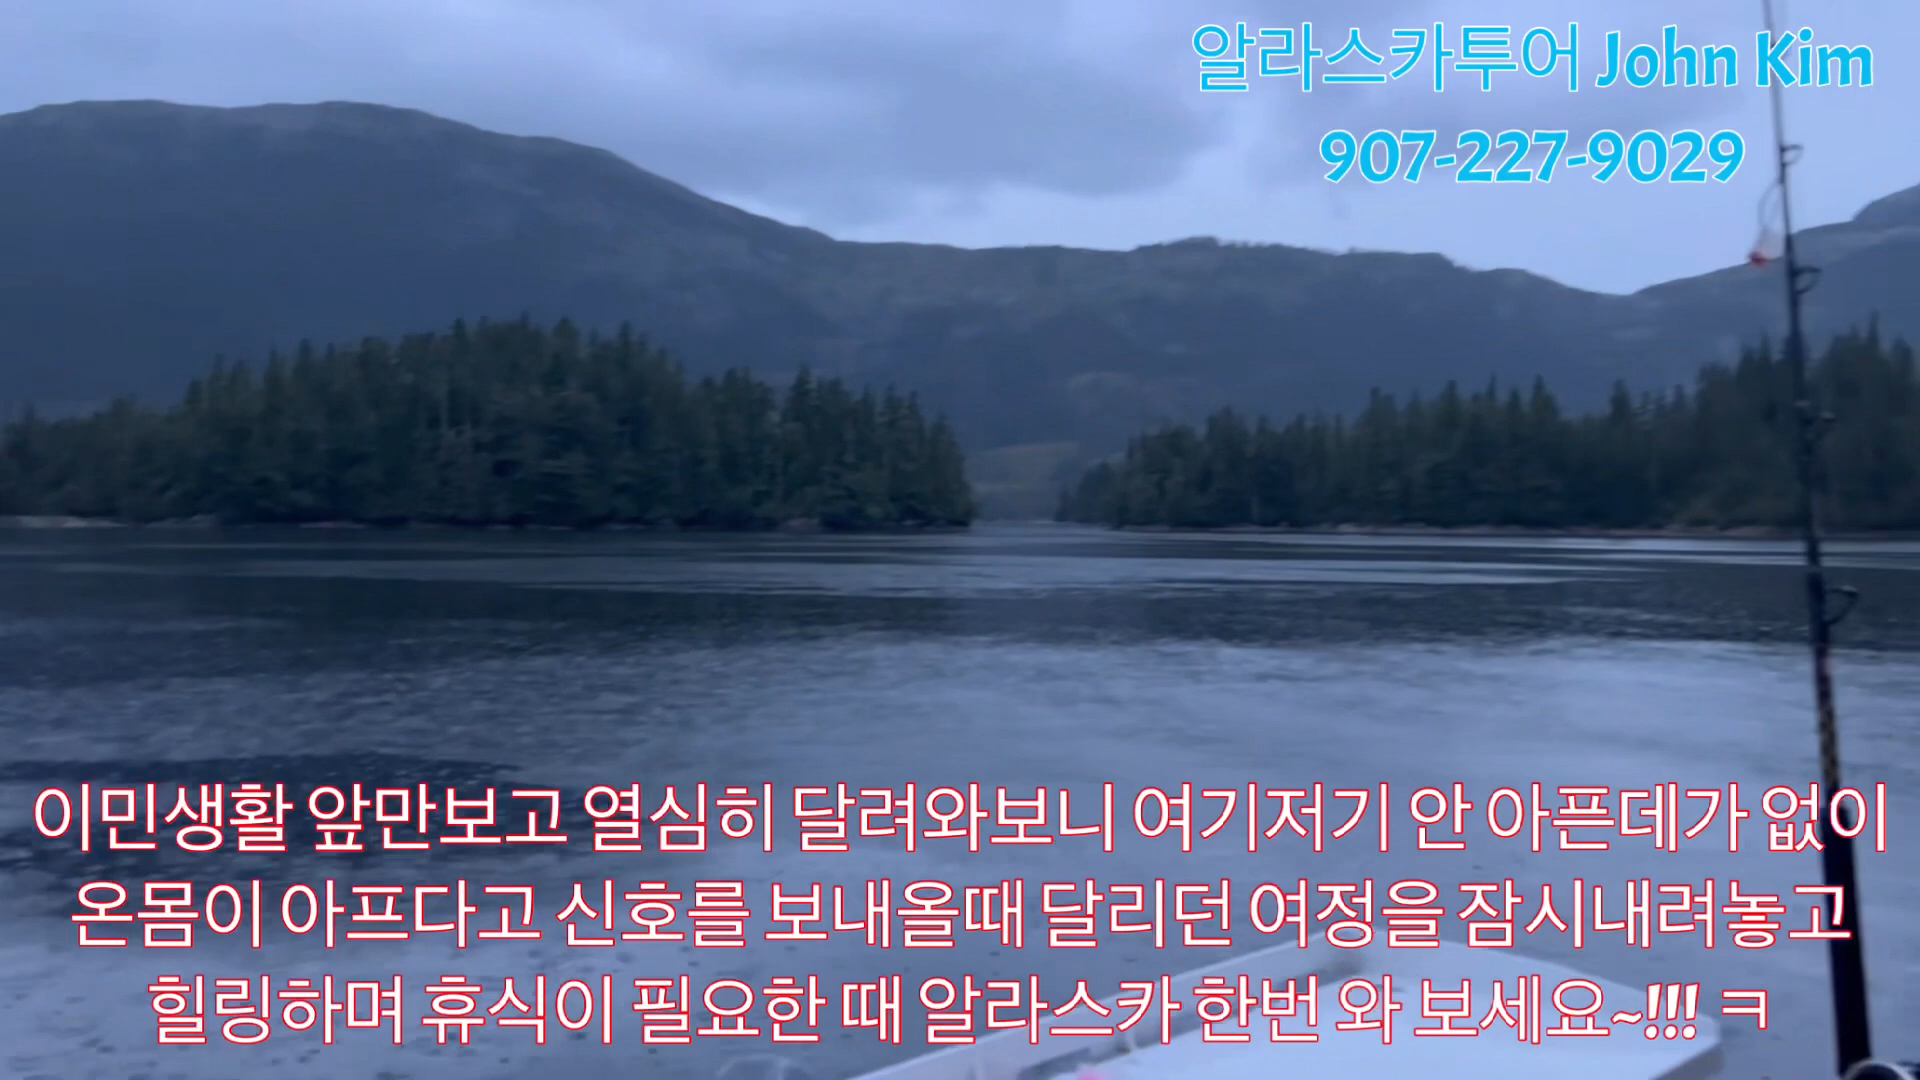 알라스카투어 John Kim
907-227-9029
이민생활 앞만보고 열심히 달려와보니 여기저기 안 아픈데가 없이
온몸이 아프다고 신호를 보내올때 달리던 여정을 잠시내려놓고
힐링하며 휴식이 필요한 때 알라스카 한번 와 보세요~!!! ㅋ